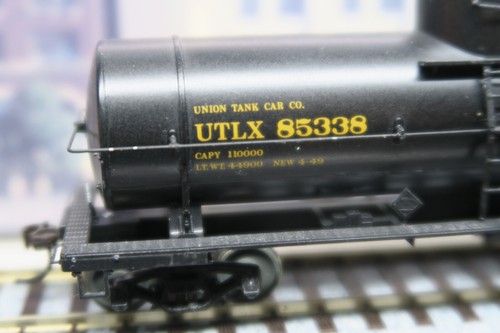 UNION TANK CAR CO.
UTLX 85338
CAPY 110000
LT. WT. 44900 NEW 4-49